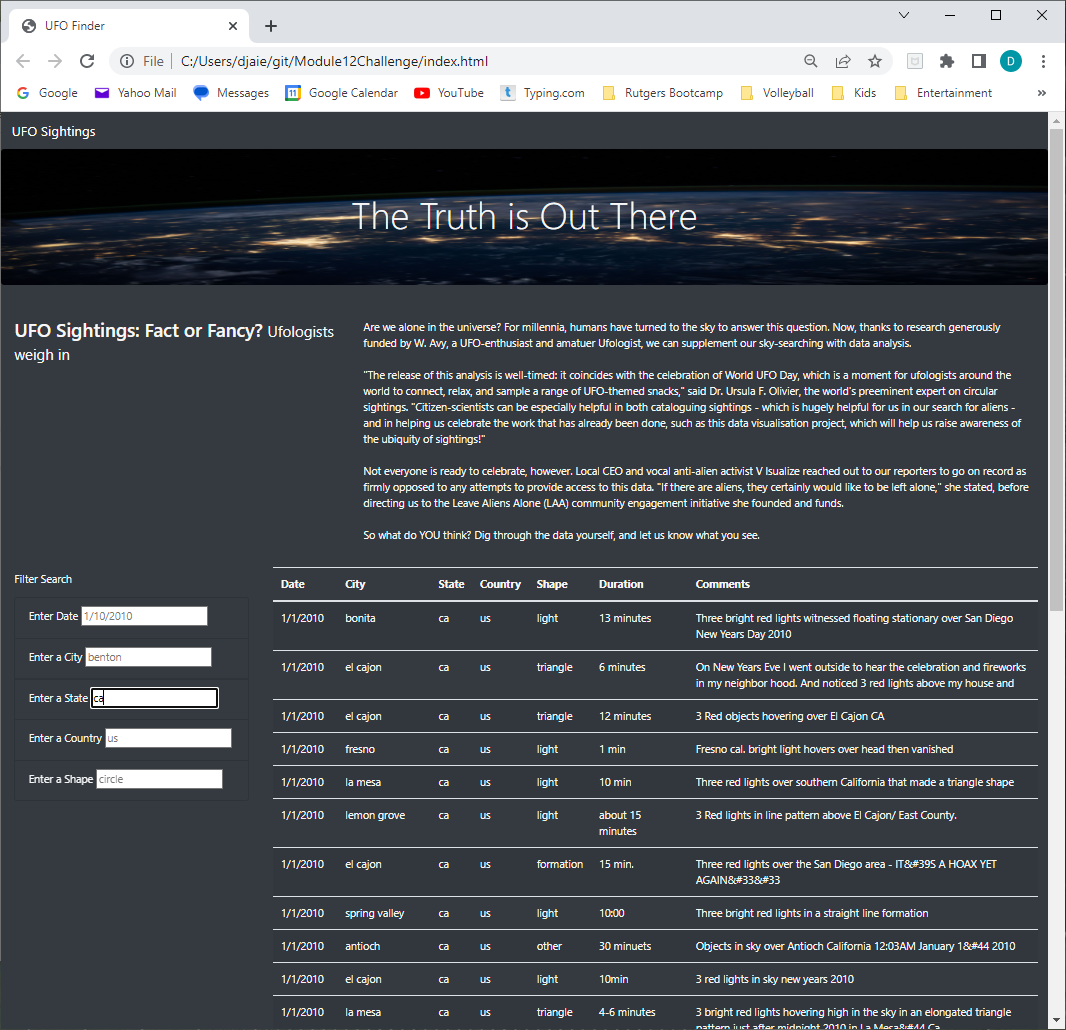 UFO Finder
File
C:/Users/djaie/git/Module12Challenge/index.html
D
Google
Yahoo Mail
Messages
Google Calendar
YouTube
Typing.com
Rutgers Bootcamp
Volleyball
Kids
Entertainment
UFO Sightings
The Truth is Out There
UFO Sightings: Fact or Fancy? Ufologists
weigh in
Are we alone in the universe? For millennia, humans have turned to the sky to answer this question. Now, thanks to research generously
funded by W. Avy, a UFO-enthusiast and amatuer Ufologist, we can supplement our sky-searching with data analysis.
"The release of this analysis is well-timed: it coincides with the celebration of World UFO Day, which is a moment for ufologists around the
world to connect, relax, and sample a range of UFO-themed snacks," said Dr. Ursula F. Olivier, the world's preeminent expert on circular
sightings. "Citizen-scientists can be especially helpful in both cataloguing sightings - which is hugely helpful for us in our search for aliens -
and in helping us celebrate the work that has already been done, such as this data visualisation project, which will help us raise awareness of
the ubiquity of sightings!"
Not everyone is ready to celebrate, however. Local CEO and vocal anti-alien activist V Isualize reached out to our reporters to go on record as
firmly opposed to any attempts to provide access to this data. "If there are aliens, they certainly would like to be left alone," she stated, before
directing us to the Leave Aliens Alone (LAA) community engagement initiative she founded and funds.
So what do YOU think? Dig through the data yourself, and let us know what you see.
Filter Search
Enter Date 1/10/2010
Enter a City benton
Enter a State ca
Enter a Country us
Enter a Shape circle
Date City State Country Shape Duration Comments
1/1/2010 bonita ca us light 13 minutes Three bright red lights witnessed floating stationary over San Diego
New Years Day 2010
1/1/2010 el cajon ca us triangle 6 minutes On New Years Eve I went outside to hear the celebration and fireworks
in my neighbor hood. And noticed 3 red lights above my house and
1/1/2010 el cajon ca us triangle 12 minutes 3 Red objects hovering over El Cajon CA
1/1/2010 fresno ca us light 1 min Fresno cal. bright light hovers over head then vanished
1/1/2010 la mesa ca us light 10 min Three red lights over southern California that made a triangle shape
1/1/2010 lemon grove ca us light about 15 3 Red lights in line pattern above El Cajon/ East County.
minutes
1/1/2010 el cajon ca us formation 15 min. Three red lights over the San Diego area - IT&#39S A HOAX YET
AGAIN&#33&#33
1/1/2010 spring valley ca us light 10:00 Three bright red lights in a straight line formation
1/1/2010 antioch ca us other 30 minuets Objects in sky over Antioch California 12:03AM January 1&#44 2010
1/1/2010 el cajon ca us light 10min 3 red lights in sky new years 2010
1/1/2010 la mesa ca us triangle 4-6 minutes 3 bright red lights hovering high in the sky in an elongated triangle
pattern just after midnight 2010 in La Mesa&#44 Ca